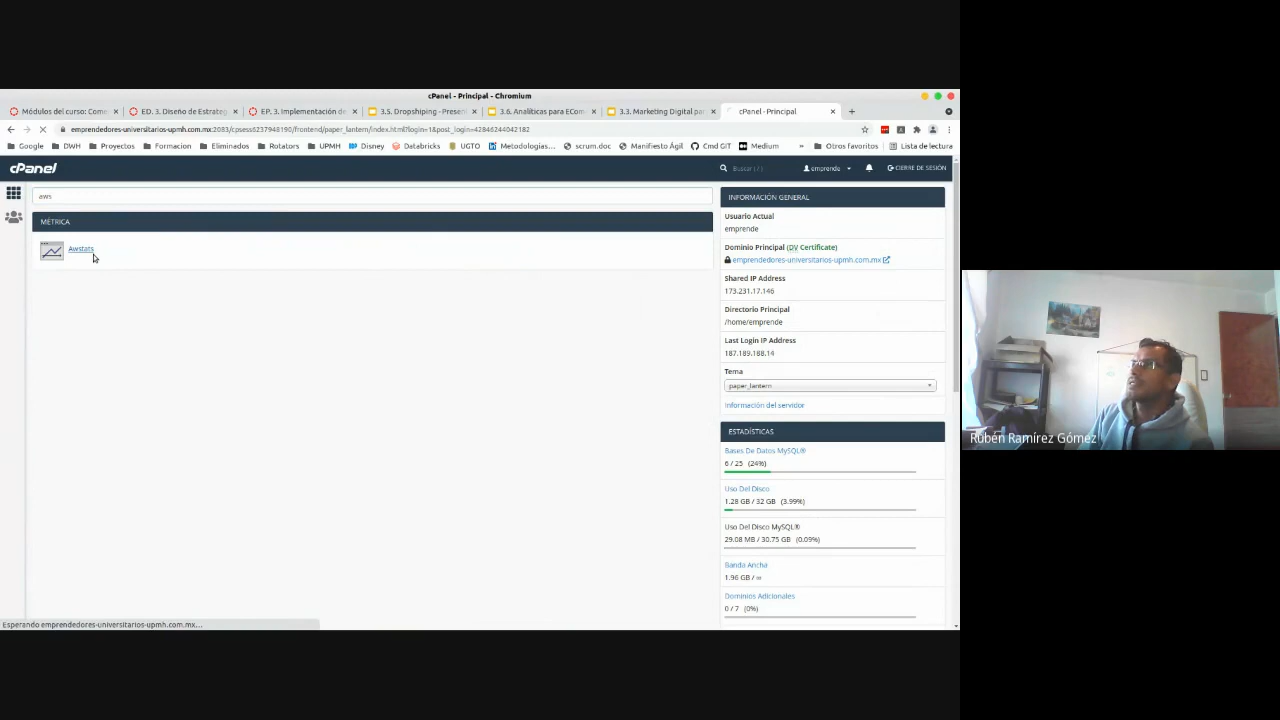 cPanel - Principal - Chromium
Módulos del curso: Come
ED. 3. Diseño de Estrateg
EP. 3. Implementación de
3.5. Dropshiping - Presen
3.6. Analíticas para ECom
3.3. Marketing Digital par
cPanel - Principal
emprendedores-universitarios-upmh.com.mx:2083/cpsess6237948190/frontend/paper_lantern/index.html?login=1&post_login=42846244042182
Google
DWH
Proyectos
Formacion
Eliminados
Rotators
UPMH
Disney
Databricks
UGTO
Metodologías...
scrum.doc
Manifiesto Ágil
Cmd GIT
Medium
»
Otros favoritos
Lista de lectura
cPanel
Buscar ( / )
emprende
CIERRE DE SESIÓN
aws
MÉTRICA
Awstats
INFORMACIÓN GENERAL
Usuario Actual
emprende
Dominio Principal (DV Certificate)
emprendedores-universitarios-upmh.com.mx
Shared IP Address
173.231.17.146
Directorio Principal
/home/emprende
Last Login IP Address
187.189.188.14
Tema
paper_lantern
Información del servidor
ESTADÍSTICAS
Bases De Datos MySQL®
6 / 25 (24%)
Uso Del Disco
1.28 GB / 32 GB (3.99%)
Uso Del Disco MySQL®
29.08 MB / 30.75 GB (0.09%)
Banda Ancha
1.96 GB / ∞
Dominios Adicionales
0 / 7 (0%)
Esperando emprendedores-universitarios-upmh.com.mx...
Rubén Ramírez Gómez